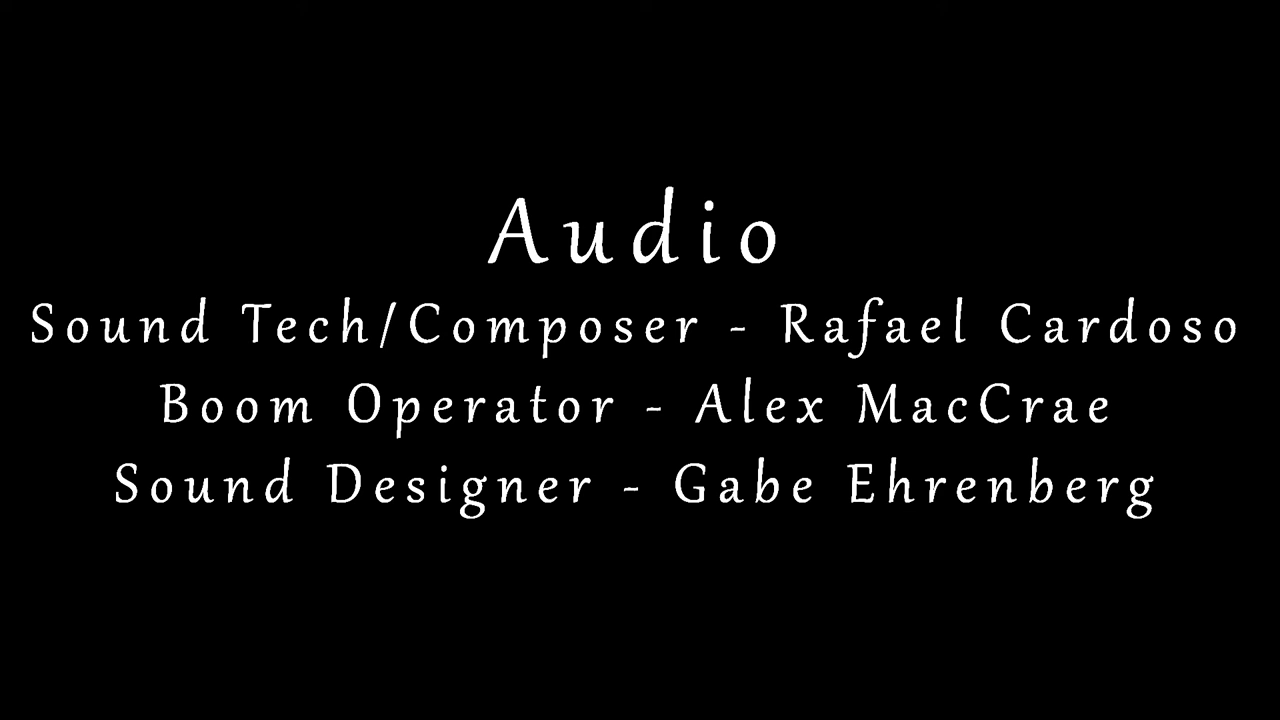 Audio
Sound Tech/Composer - Rafael Cardoso
Boom Operator - Alex MacCrae
Sound Designer - Gabe Ehrenberg